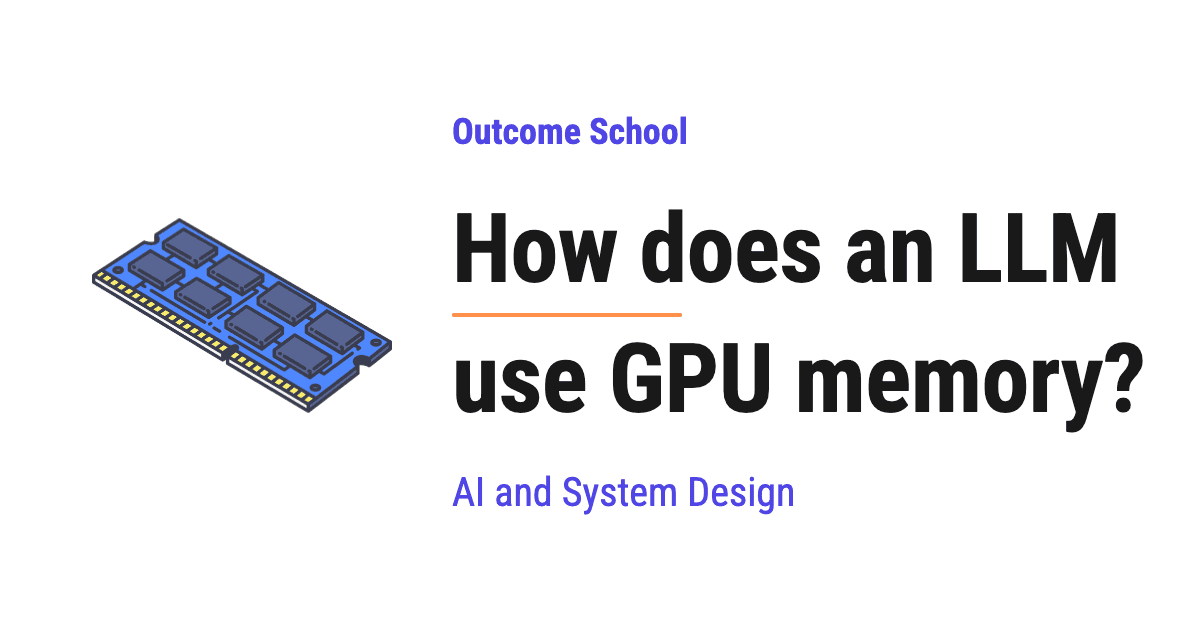 Outcome School
How does an LLM
use GPU memory?
AI and System Design